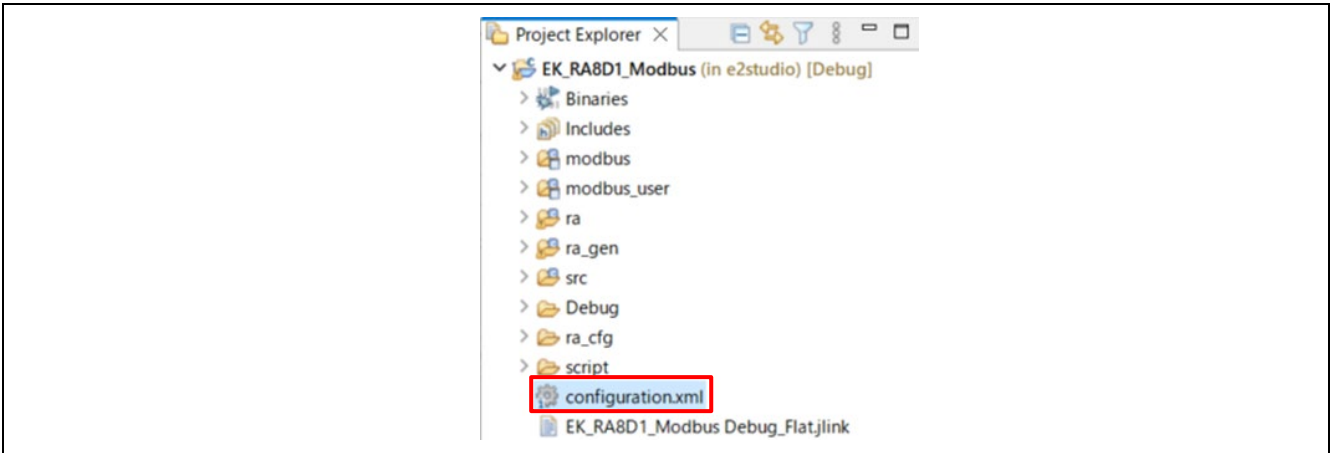 Project Explorer
EK_RA8D1_Modbus (in e2studio) [Debug]
Binaries
Includes
modbus
modbus_user
ra
ra_gen
src
Debug
ra_cfg
script
configuration.xml
EK_RA8D1_Modbus Debug_Flat.jlink